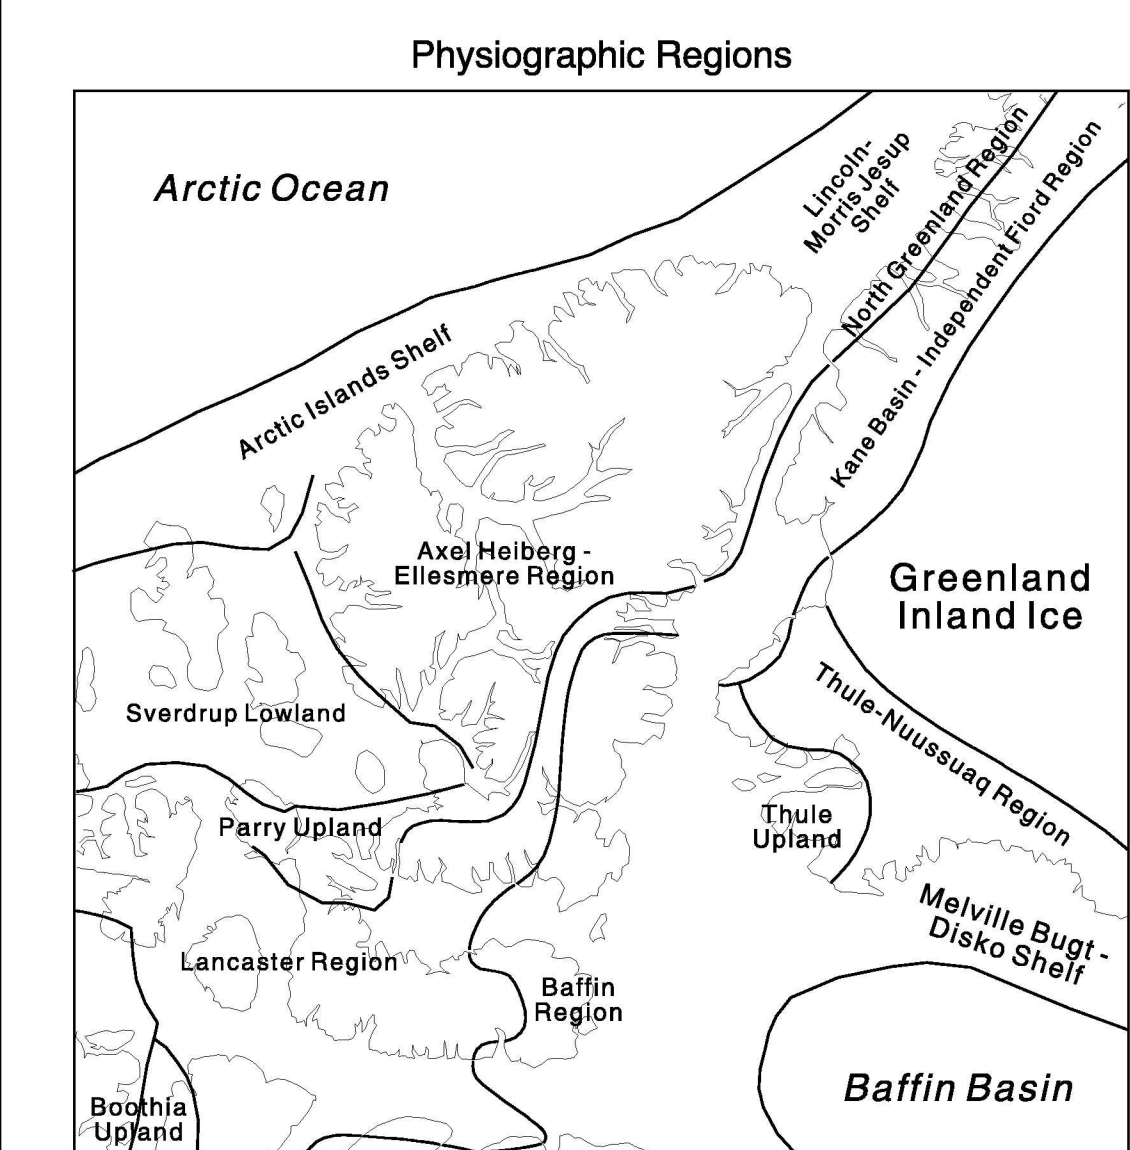 Physiographic Regions
Arctic Ocean
Lincoln-
Morris Jesup
Shelf
North Greenland Region
Kane Basin - Independent Fiord Region
Arctic Islands Shelf
Axel Heiberg -
Ellesmere Region
Greenland
Inland Ice
Sverdrup Lowland
Thule-Nuussuaq Region
Parry Upland
Thule
Upland
Melville Bugt -
Disko Shelf
Lancaster Region
Baffin
Region
Baffin Basin
Boothia
Upland